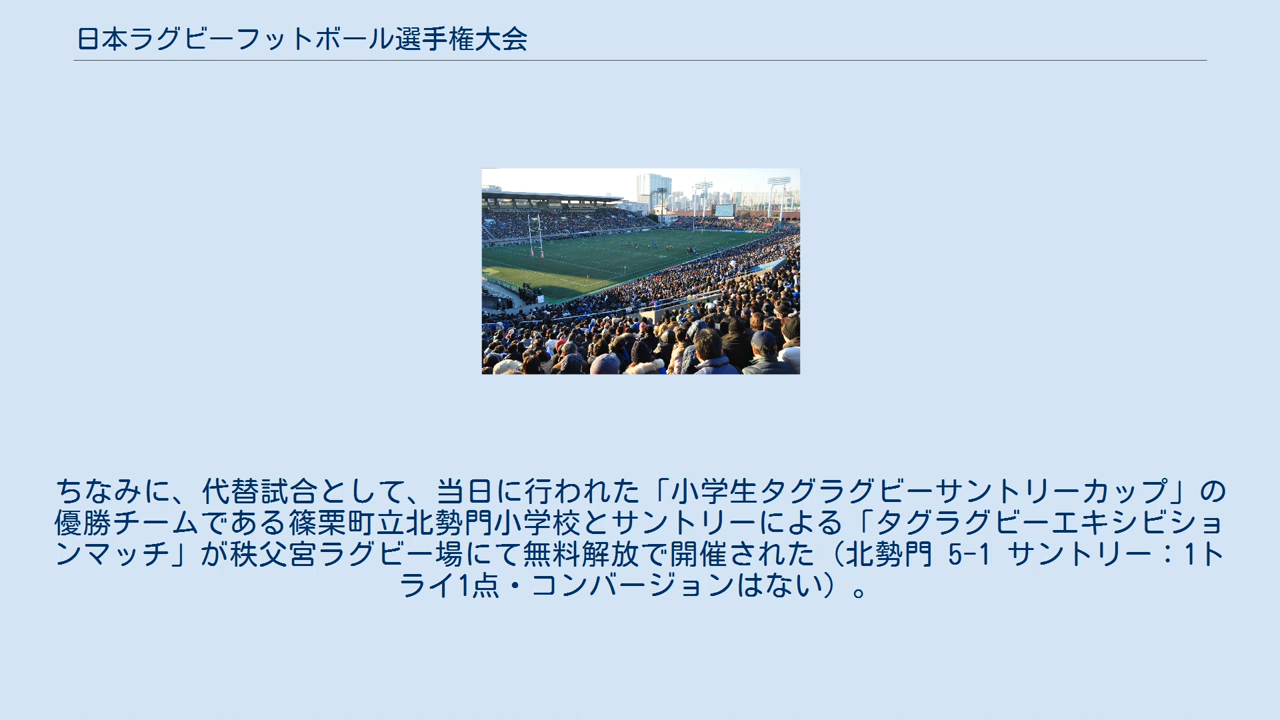 日本ラグビーフットボール選手権大会
ちなみに、代替試合として、当日に行われた「小学生タグラグビーサントリーカップ」の
優勝チームである篠栗町立北勢門小学校とサントリーによる「タグラグビーエキシビショ
ンマッチ」が秩父宮ラグビー場にて無料解放で開催された（北勢門 5-1 サントリー：1ト
ライ1点・コンバージョンはない）。